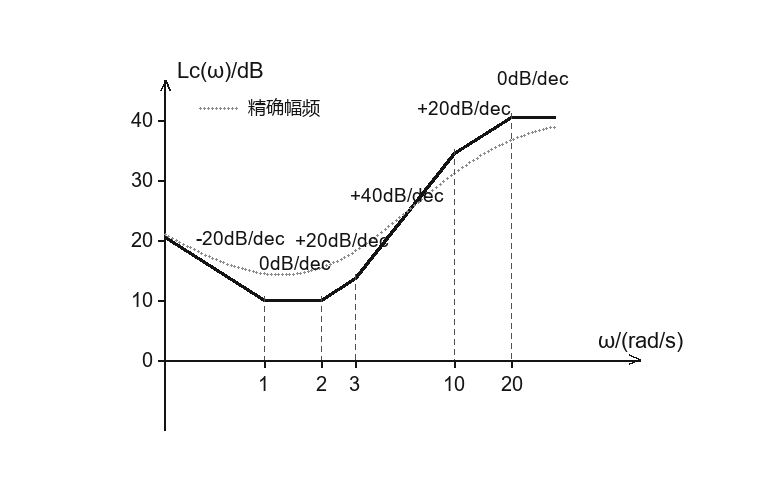 Lc(ω)/dB
0dB/dec
精确幅频
+20dB/dec
40
30
+40dB/dec
20
-20dB/dec
+20dB/dec
0dB/dec
10
0
ω/(rad/s)
1
2
3
10
20